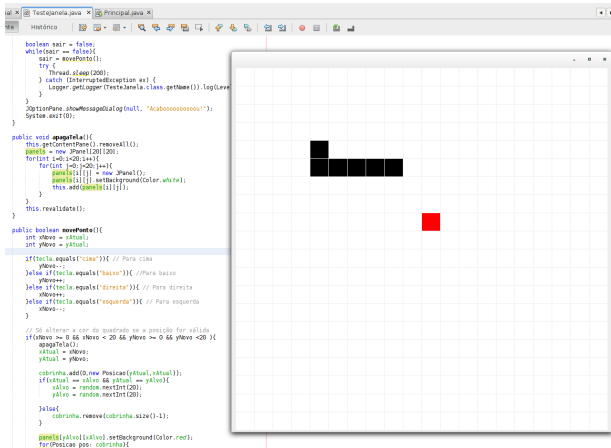 al × TesteJanela.java × Principal.java ×
Histórico
boolean sair = false;
while(sair == false){
sair = movePonto();
try {
Thread.sleep(200);
} catch (InterruptedException ex) {
Logger.getLogger(TesteJanela.class.getName()).log(Leve
}
}
JOptionPane.showMessageDialog(null, "Acabooooooooouu!");
System.exit(0);
}
public void apagaTela(){
this.getContentPane().removeAll();
panels = new JPanel[20][20];
for(int i=0;i<20;i++){
for(int j=0;j<20;j++){
panels[i][j] = new JPanel();
panels[i][j].setBackground(Color.white);
this.add(panels[i][j]);
}
}
this.revalidate();
}
public boolean movePonto(){
int xNovo = xAtual;
int yNovo = yAtual;
if(tecla.equals("cima")){ // Para cima
yNovo--;
}else if(tecla.equals("baixo")){ //Para baixo
yNovo++;
}else if(tecla.equals("direita")){ // Para direita
xNovo++;
}else if(tecla.equals("esquerda")){ // Para esquerda
xNovo--;
}
// Só alterar a cor do quadrado se a posição for válida
if(xNovo >= 0 && xNovo < 20 && yNovo >= 0 && yNovo <20 ){
apagaTela();
xAtual = xNovo;
yAtual = yNovo;
cobrinha.add(0,new Posicao(yAtual,xAtual));
if(xAtual == xAlvo && yAtual == yAlvo){
xAlvo = random.nextInt(20);
yAlvo = random.nextInt(20);
}else{
cobrinha.remove(cobrinha.size()-1);
}
panels[yAlvo][xAlvo].setBackground(Color.red);
for(Posicao pos: cobrinha){